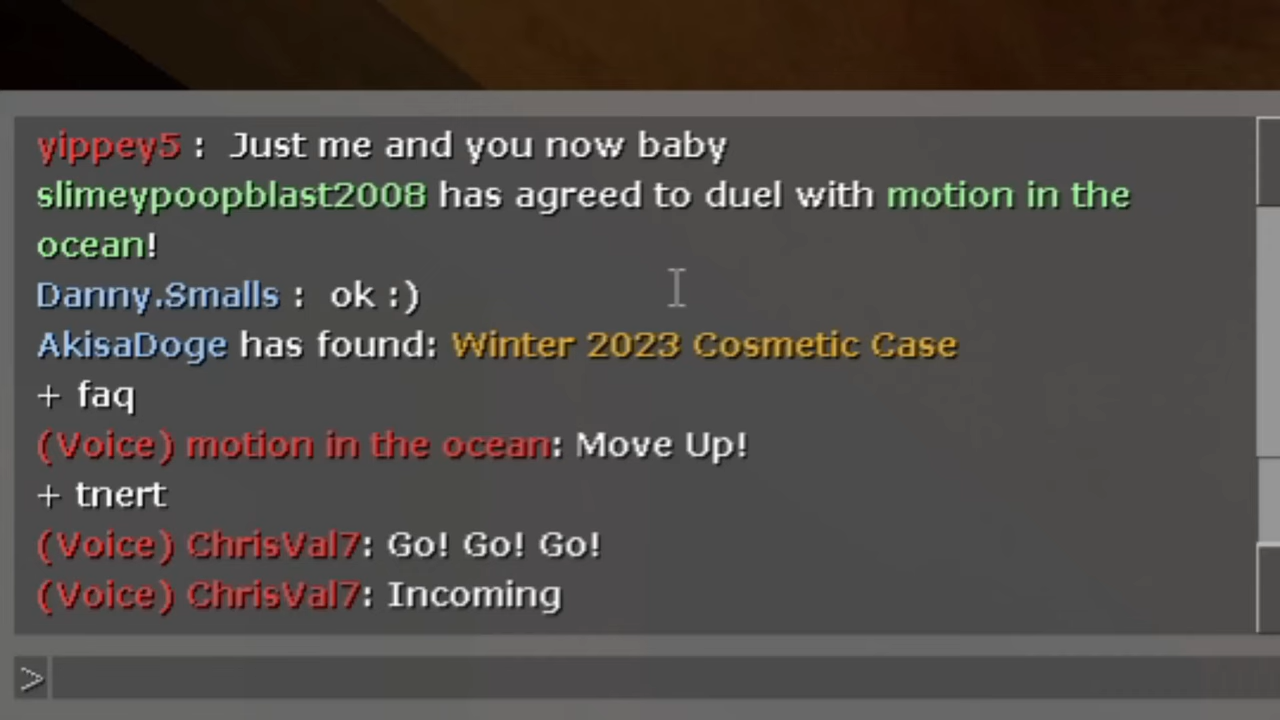 yippey5 :  Just me and you now baby
slimeypoopblast2008 has agreed to duel with motion in the
ocean!
Danny.Smalls :  ok :)
AkisaDoge has found: Winter 2023 Cosmetic Case
+ faq
(Voice) motion in the ocean: Move Up!
+ tnert
(Voice) ChrisVal7: Go! Go! Go!
(Voice) ChrisVal7: Incoming
>